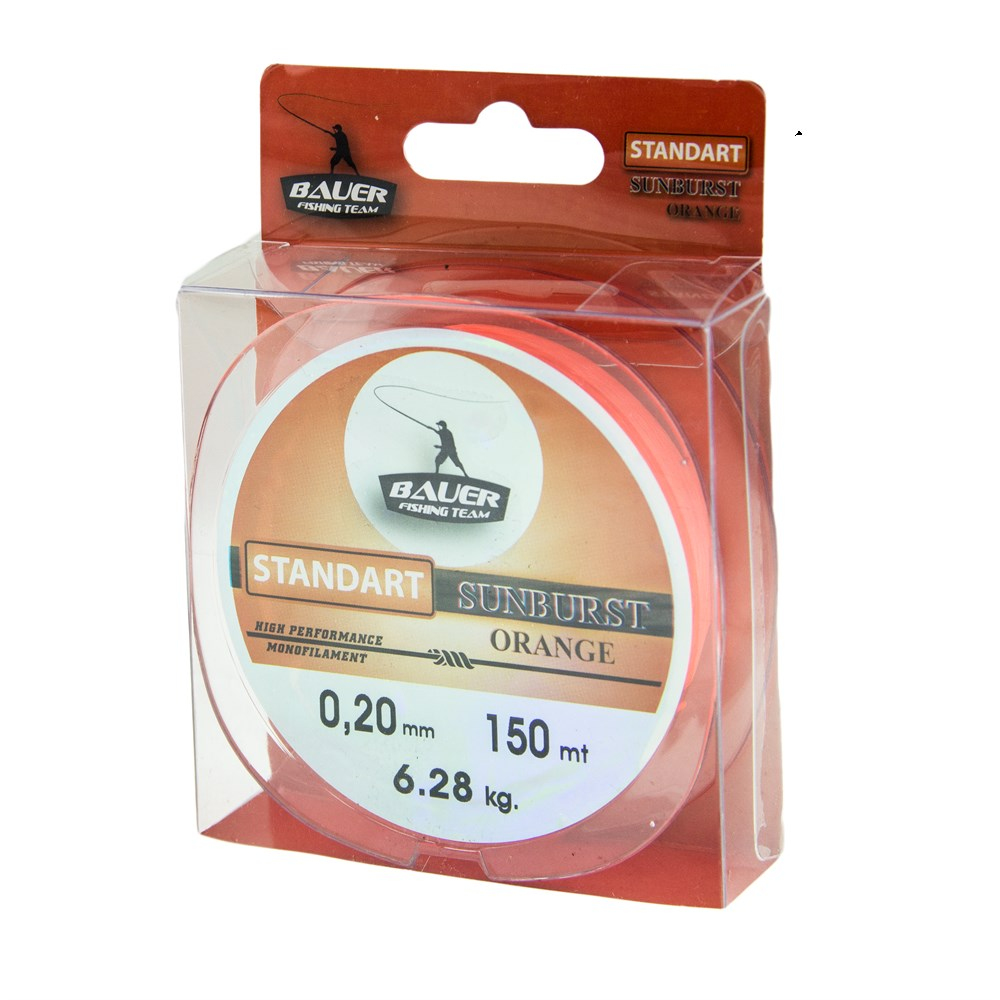 BAUER
FISHING TEAM
STANDART
SUNBURST
ORANGE
BAUER
FISHING TEAM
STANDART
SUNBURST
ORANGE
HIGH PERFORMANCE
MONOFILAMENT
0,20 mm
150 mt
6.28 kg.